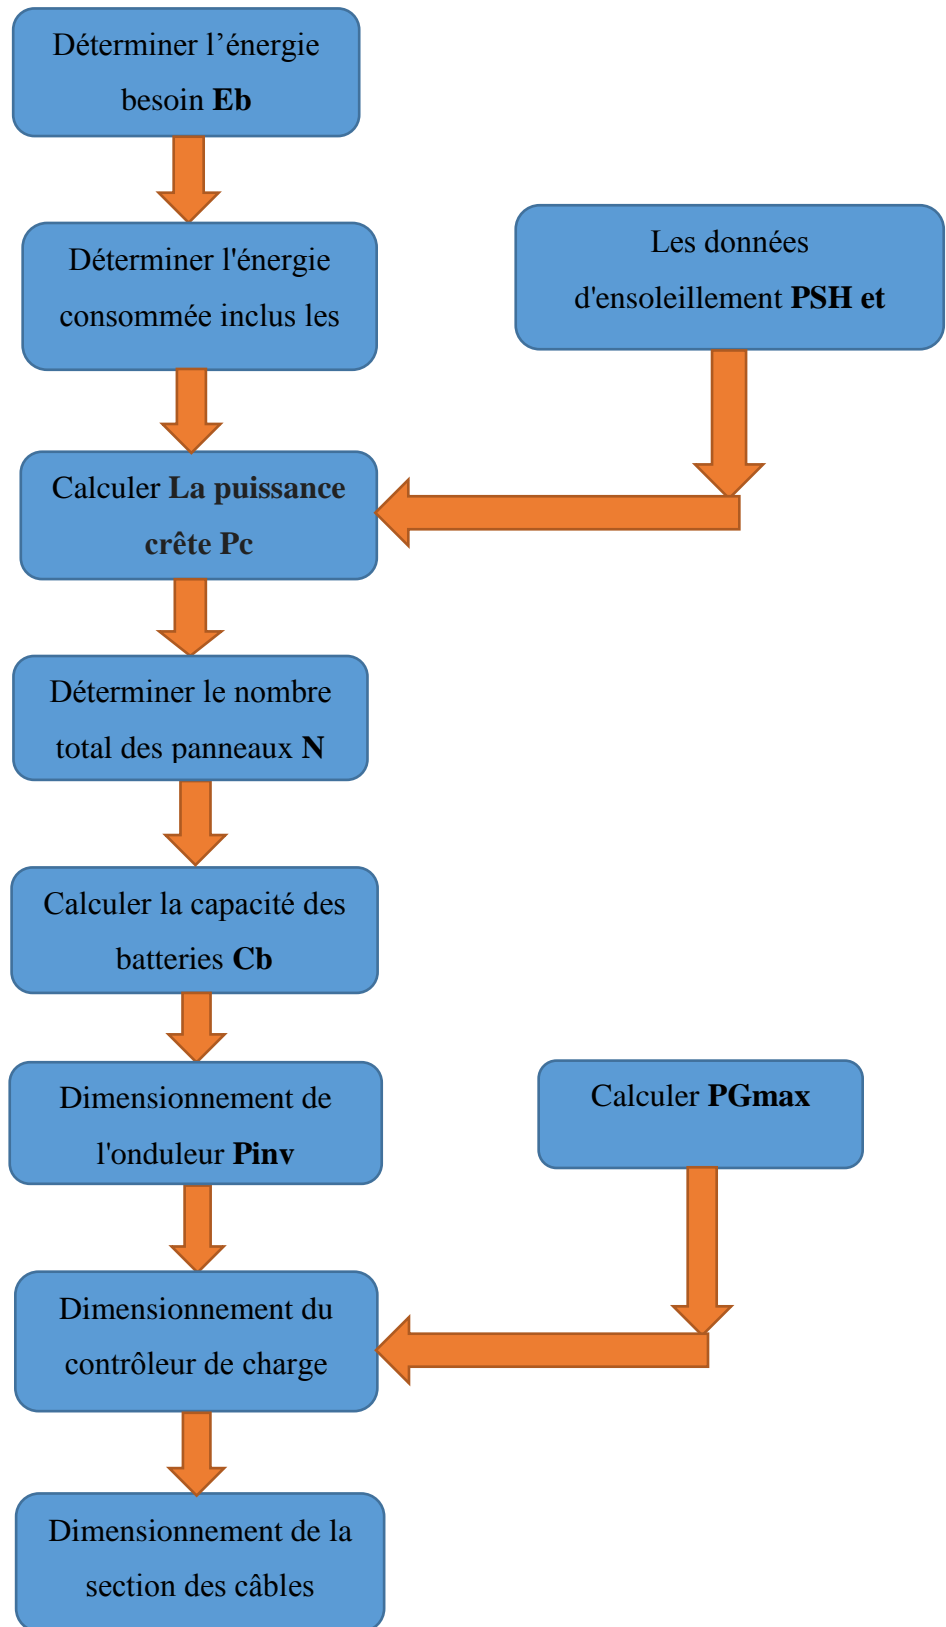 Déterminer l’énergie
besoin Eb
Déterminer l'énergie
consommée inclus les
Les données
d'ensoleillement PSH et
Calculer La puissance
crête Pc
Déterminer le nombre
total des panneaux N
Calculer la capacité des
batteries Cb
Dimensionnement de
l'onduleur Pinv
Calculer PGmax
Dimensionnement du
contrôleur de charge
Dimensionnement de la
section des câbles